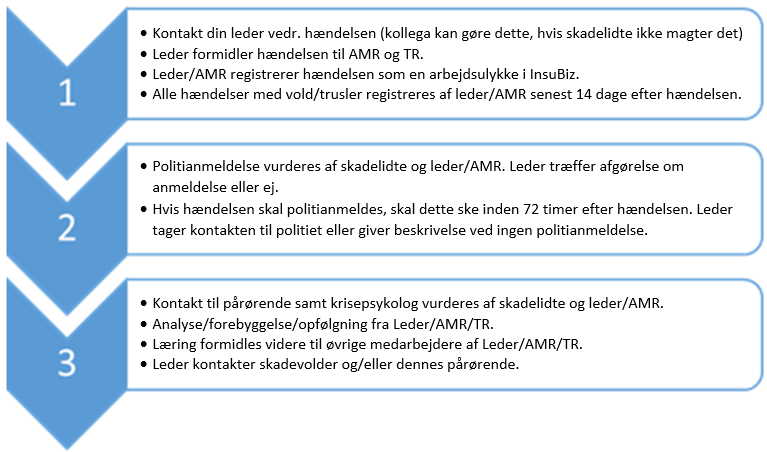 1
• Kontakt din leder vedr. hændelsen (kollega kan gøre dette, hvis skadelidte ikke magter det)
• Leder formidler hændelsen til AMR og TR.
• Leder/AMR registrerer hændelsen som en arbejdsulykke i InsuBiz.
• Alle hændelser med vold/trusler registreres af leder/AMR senest 14 dage efter hændelsen.
2
• Politianmeldelse vurderes af skadelidte og leder/AMR. Leder træffer afgørelse om
anmeldelse eller ej.
• Hvis hændelsen skal politianmeldes, skal dette ske inden 72 timer efter hændelsen. Leder
tager kontakten til politiet eller giver beskrivelse ved ingen politianmeldelse.
3
• Kontakt til pårørende samt krisepsykolog vurderes af skadelidte og leder/AMR.
• Analyse/forebyggelse/opfølgning fra Leder/AMR/TR.
• Læring formidles videre til øvrige medarbejdere af Leder/AMR/TR.
• Leder kontakter skadevolder og/eller dennes pårørende.